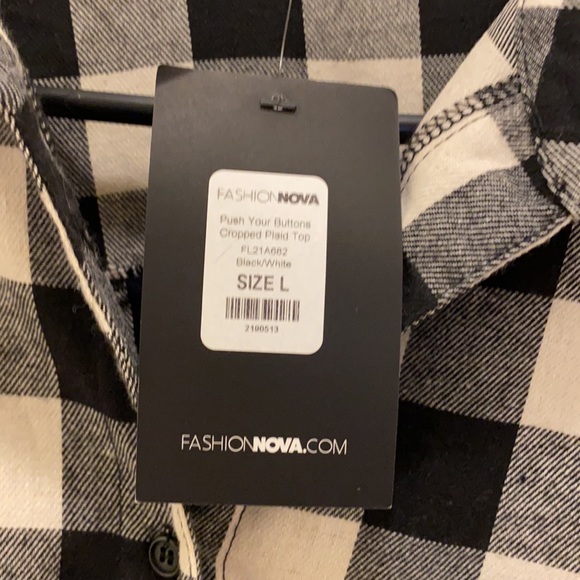 FASHIONNOVA
Push Your Buttons
Cropped Plaid Top
FL21A682
Black/White
SIZE L
2190513
FASHIONNOVA.COM